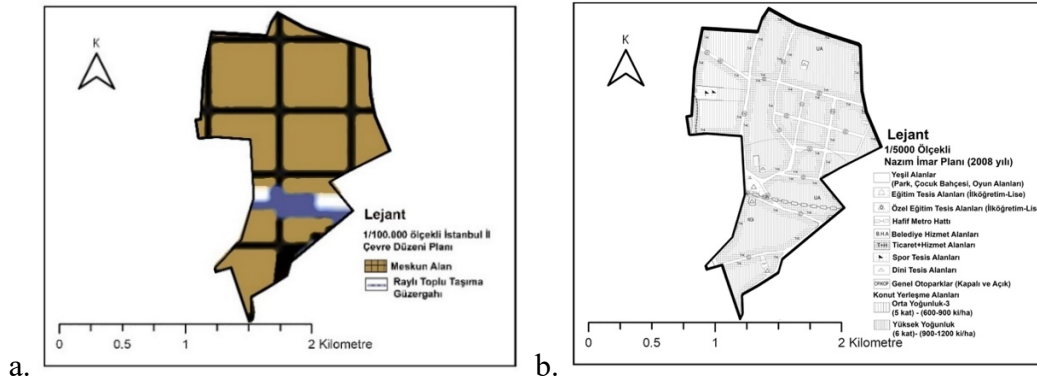 K
Lejant
1/100.000 ölçekli İstanbul İl
Çevre Düzeni Planı
Meskun Alan
Raylı Toplu Taşıma
Güzergahı
0 0.5 1 2 Kilometre
a.
K
UA
UA
Lejant
1/5000 Ölçekli
Nazım İmar Planı (2008 yılı)
Yeşil Alanlar
(Park, Çocuk Bahçesi, Oyun Alanları)
Eğitim Tesis Alanları (İlköğretim-Lise)
Özel Eğitim Tesis Alanları (İlköğretim-Lise
Hafif Metro Hattı
B.H.A Belediye Hizmet Alanları
T+H Ticaret+Hizmet Alanları
Spor Tesis Alanları
Dini Tesis Alanları
Genel Otoparklar (Kapalı ve Açık)
Konut Yerleşme Alanları
Orta Yoğunluk-3
(5 kat) - (600-900 ki/ha)
Yüksek Yoğunluk
(6 kat)- (900-1200 ki/ha)
0 0.5 1 2 Kilometre
b.